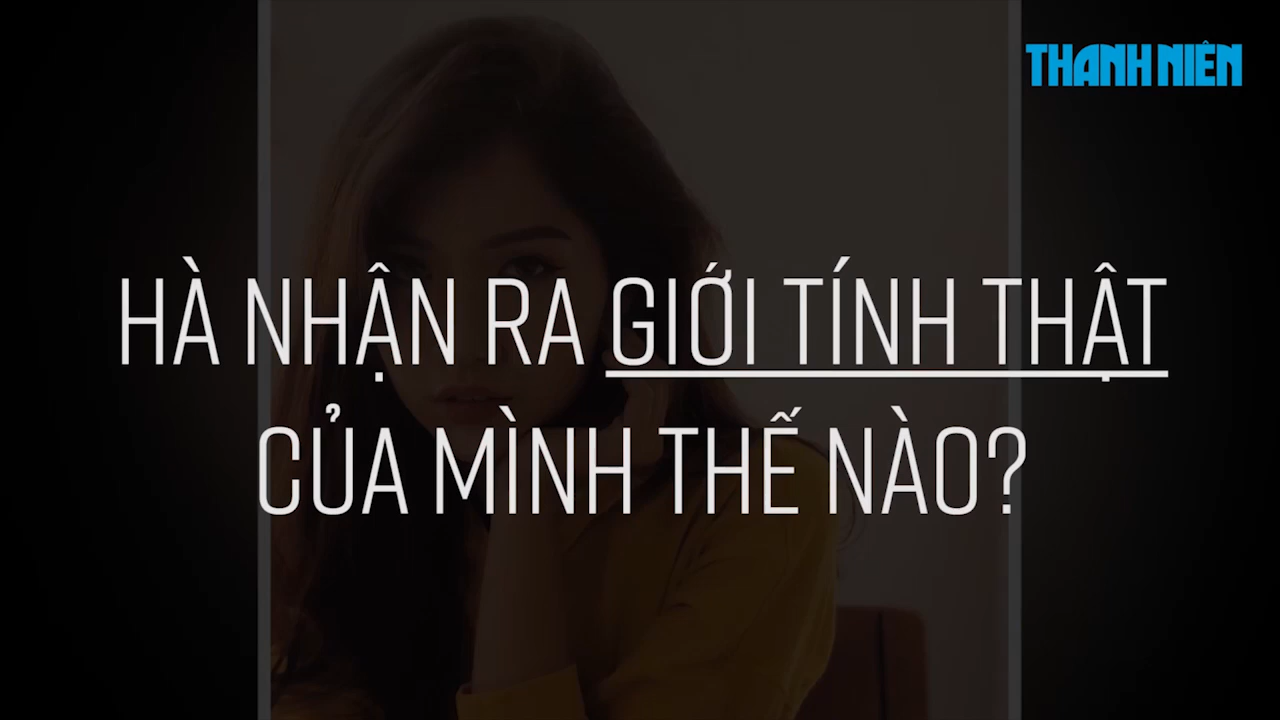 THANH NIÊN
HÀ NHẬN RA GIỚI TÍNH THẬT
CỦA MÌNH THẾ NÀO?